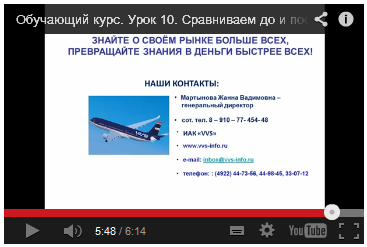 Обучающий курс. Урок 10. Сравниваем до и пос
ЗНАЙТЕ О СВОЁМ РЫНКЕ БОЛЬШЕ ВСЕХ,
ПРЕВРАЩАЙТЕ ЗНАНИЯ В ДЕНЬГИ БЫСТРЕЕ ВСЕХ!
НАШИ КОНТАКТЫ:
• Мартынова Жанна Вадимовна –
генеральный директор
• сот. тел. 8 – 910 – 77- 454- 48
• ИАК «VVS»
• www.vvs-info.ru
• e-mail: inbox@vvs-info.ru
• телефон: : (4922) 44-73-56, 44-98-45, 33-07-12
5:48 / 6:14
YouTube